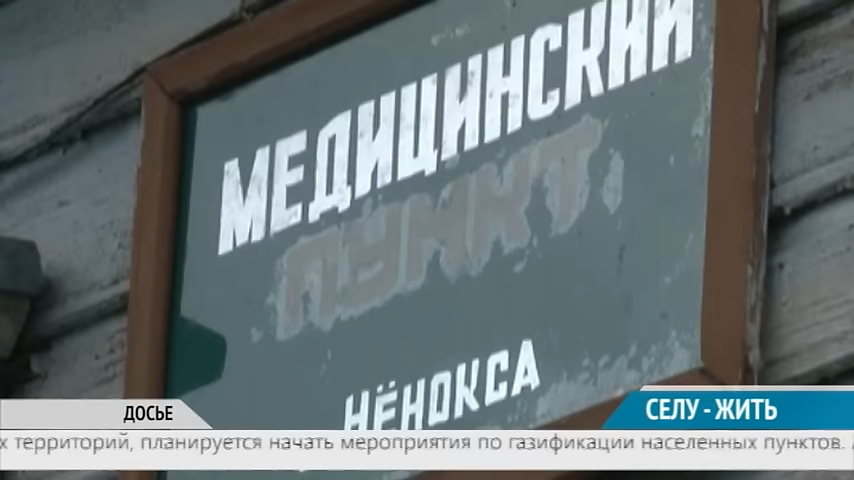 МЕДИЦИНСКИЙ
ПУНКТ.
НЁНОКСА
ДОСЬЕ
СЕЛУ - ЖИТЬ
территорий, планируется начать мероприятия по газификации населенных пунктов.